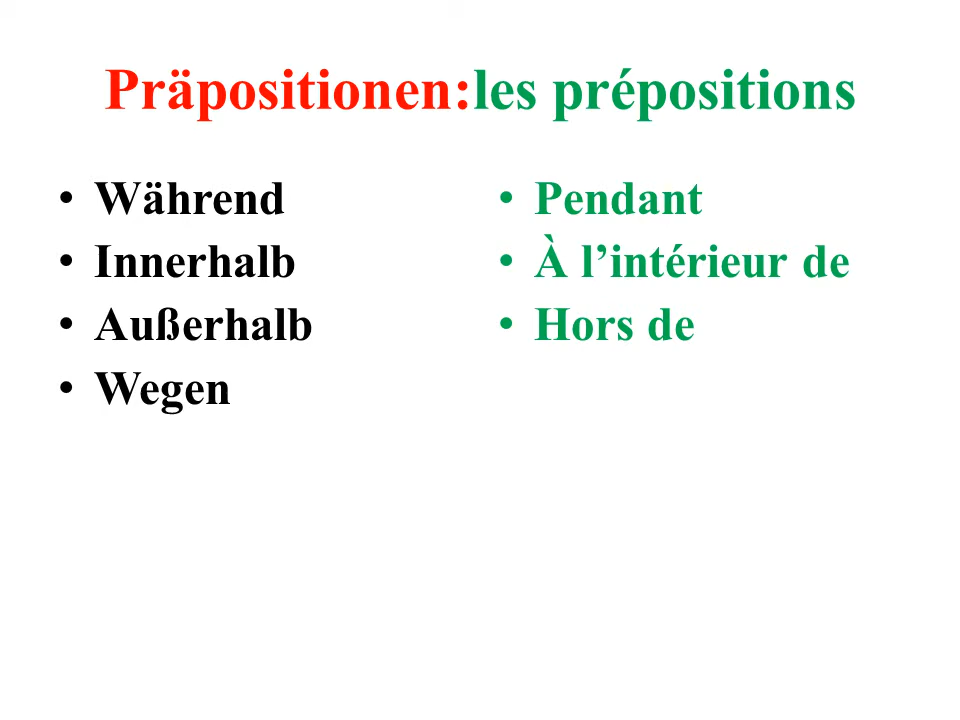 Präpositionen:les prépositions
• Während
• Innerhalb
• Außerhalb
• Wegen
• Pendant
• À l’intérieur de
• Hors de